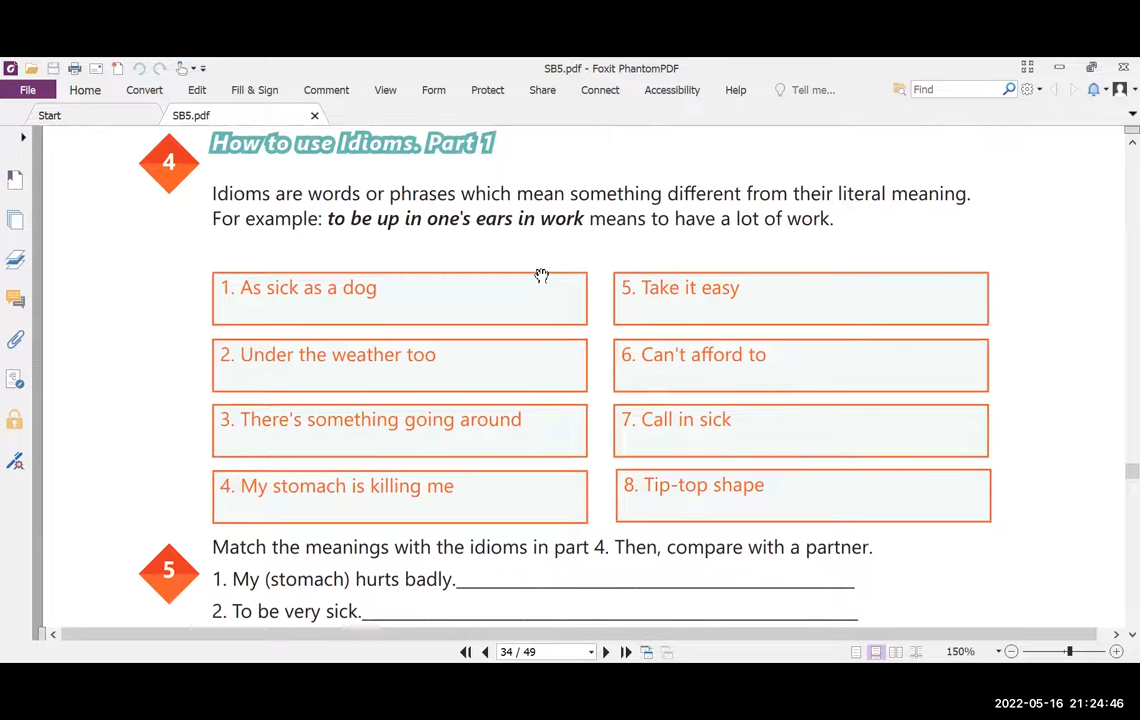 SB5.pdf - Foxit PhantomPDF
File Home Convert Edit Fill & Sign Comment View Form Protect Share Connect Accessibility Help Tell me... Find
Start SB5.pdf
4 How to use Idioms. Part 1
Idioms are words or phrases which mean something different from their literal meaning.
For example: to be up in one's ears in work means to have a lot of work.
1. As sick as a dog
2. Under the weather too
3. There's something going around
4. My stomach is killing me
5. Take it easy
6. Can't afford to
7. Call in sick
8. Tip-top shape
5 Match the meanings with the idioms in part 4. Then, compare with a partner.
1. My (stomach) hurts badly.
2. To be very sick.
34 / 49 150%
2022-05-16 21:24:46